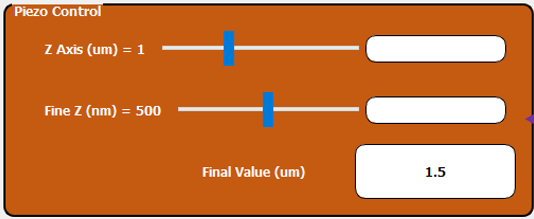 Piezo Control
Z Axis (um) = 1
Fine Z (nm) = 500
Final Value (um) 1.5